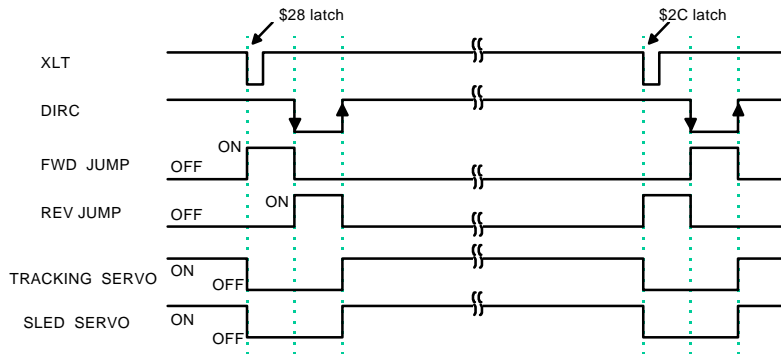 $28 latch
$2C latch
XLT
DIRC
ON
FWD JUMP
OFF
REV JUMP
OFF
ON
TRACKING SERVO
ON
OFF
SLED SERVO
ON
OFF